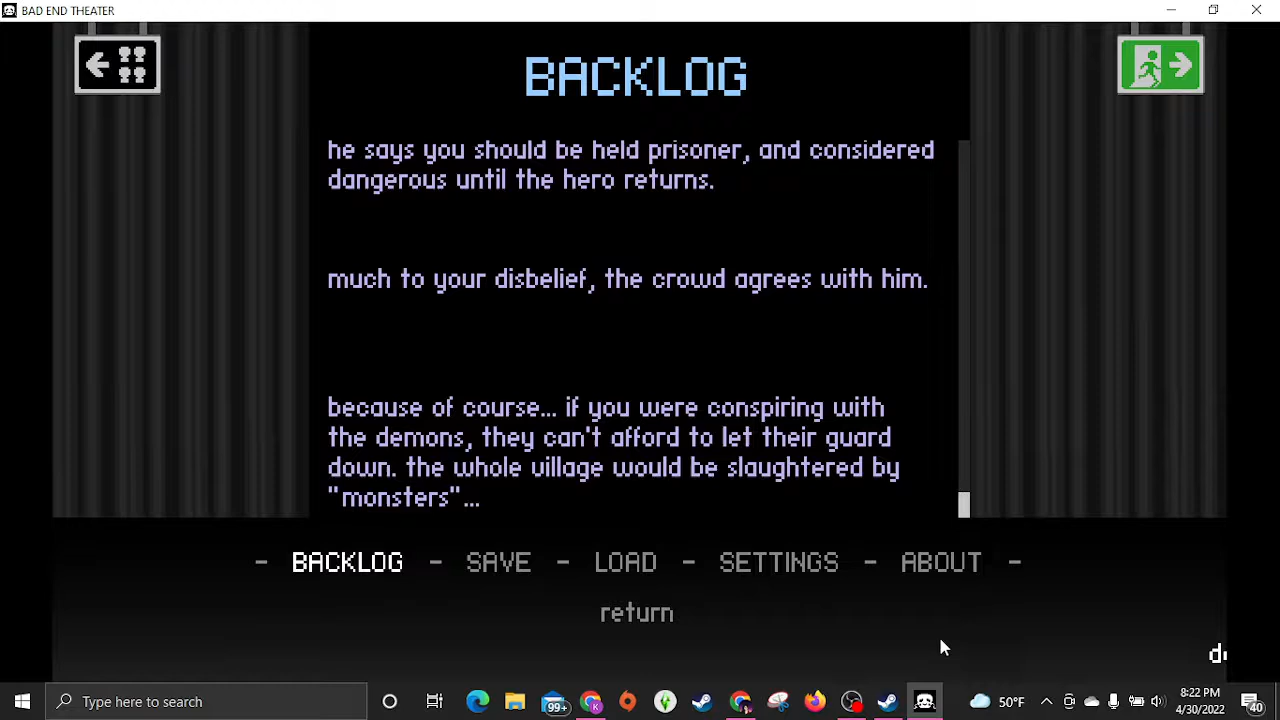 BAD END THEATER
BACKLOG
he says you should be held prisoner, and considered
dangerous until the hero returns.
much to your disbelief, the crowd agrees with him.
because of course... if you were conspiring with
the demons, they can't afford to let their guard
down. the whole village would be slaughtered by
"monsters"...
- BACKLOG - SAVE - LOAD - SETTINGS - ABOUT -
return
Type here to search
99+
50°F
8:22 PM
4/30/2022
40